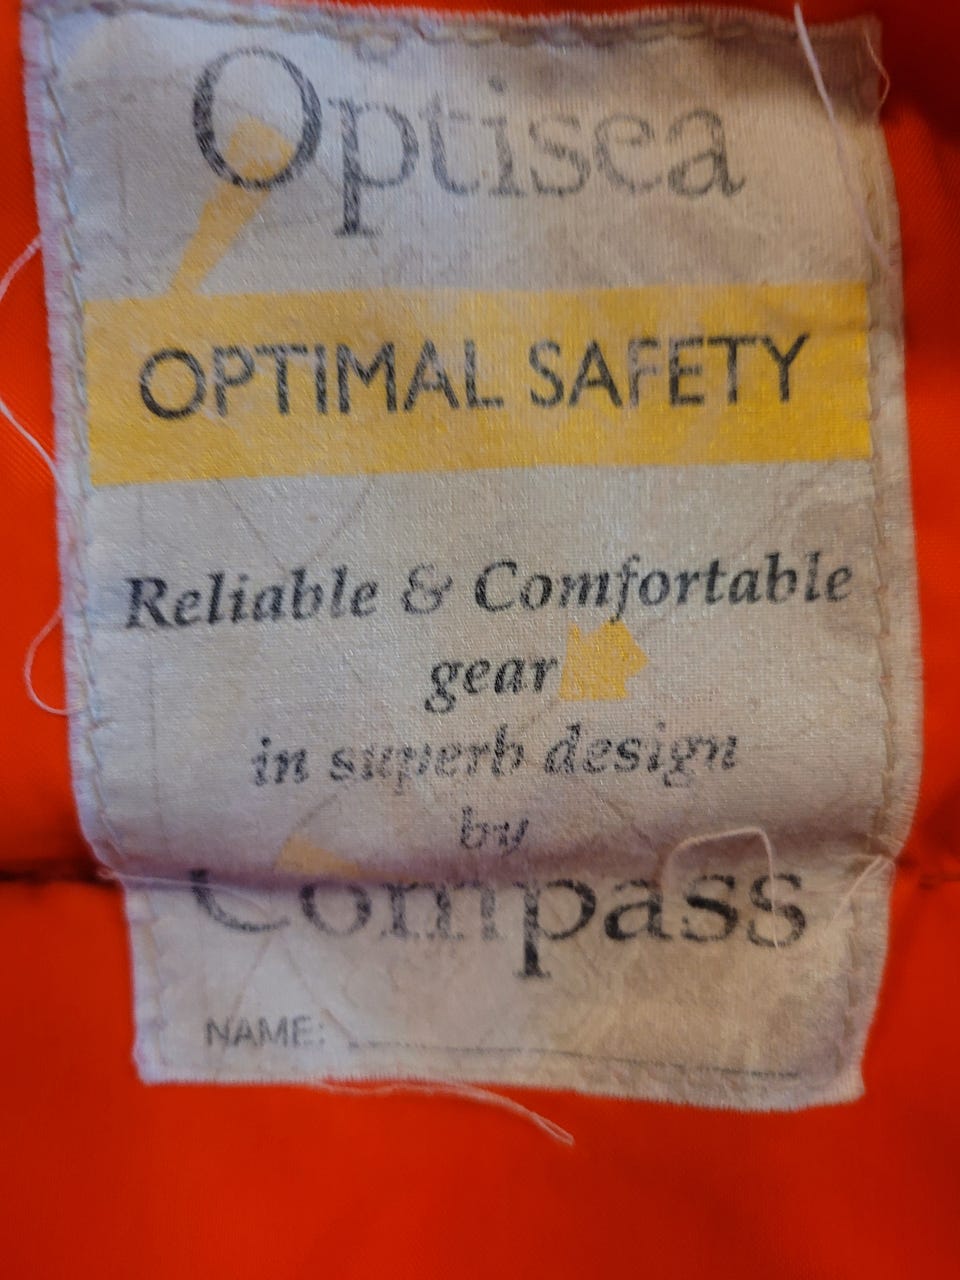 Optisea
OPTIMAL SAFETY
Reliable & Comfortable
gear
in superb design
by
Compass
NAME: